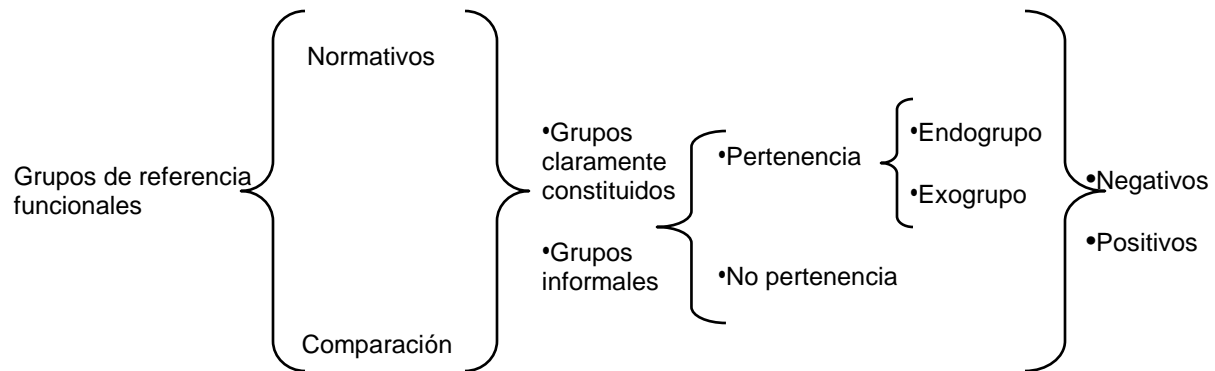 Grupos de referencia
funcionales
Normativos
Comparación
•Grupos
claramente
constituidos
•Grupos
informales
•Pertenencia
•No pertenencia
•Endogrupo
•Exogrupo
•Negativos
•Positivos